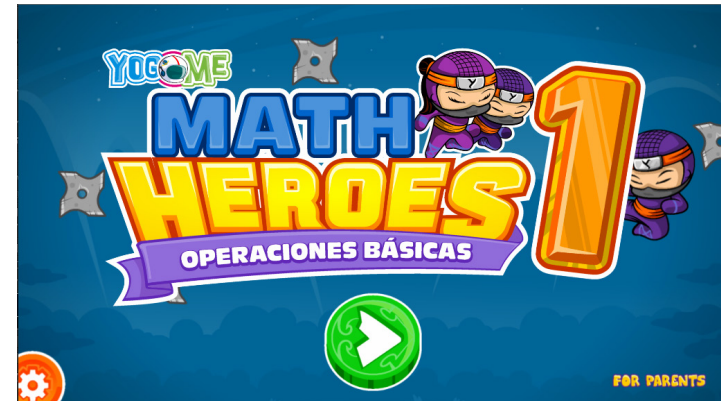 YOGOME
MATH
HEROES 1
OPERACIONES BÁSICAS
Y
Y
Y
FOR PARENTS